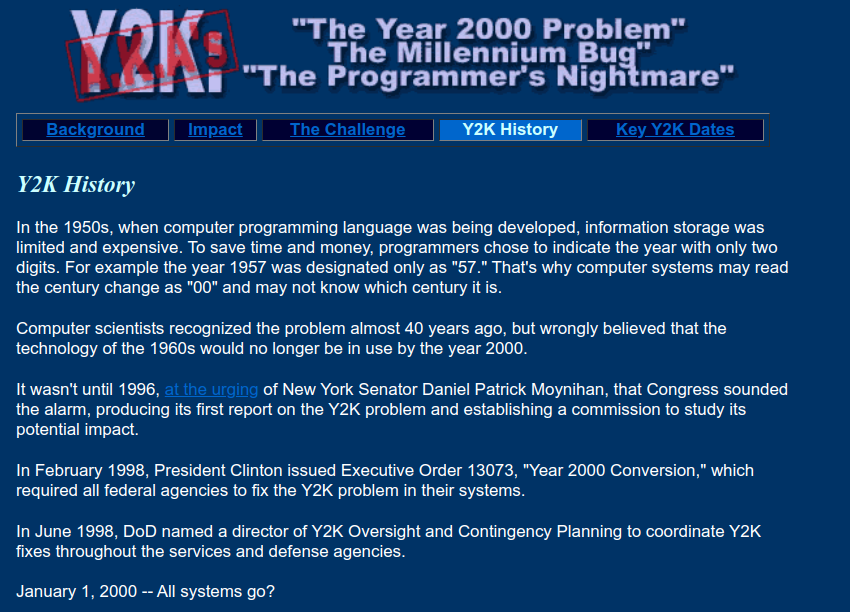 Y2K
A.K.A's
"The Year 2000 Problem"
The Millennium Bug"
"The Programmer's Nightmare"
Background Impact The Challenge Y2K History Key Y2K Dates
Y2K History
In the 1950s, when computer programming language was being developed, information storage was
limited and expensive. To save time and money, programmers chose to indicate the year with only two
digits. For example the year 1957 was designated only as "57." That's why computer systems may read
the century change as "00" and may not know which century it is.
Computer scientists recognized the problem almost 40 years ago, but wrongly believed that the
technology of the 1960s would no longer be in use by the year 2000.
It wasn't until 1996, at the urging of New York Senator Daniel Patrick Moynihan, that Congress sounded
the alarm, producing its first report on the Y2K problem and establishing a commission to study its
potential impact.
In February 1998, President Clinton issued Executive Order 13073, "Year 2000 Conversion," which
required all federal agencies to fix the Y2K problem in their systems.
In June 1998, DoD named a director of Y2K Oversight and Contingency Planning to coordinate Y2K
fixes throughout the services and defense agencies.
January 1, 2000 -- All systems go?